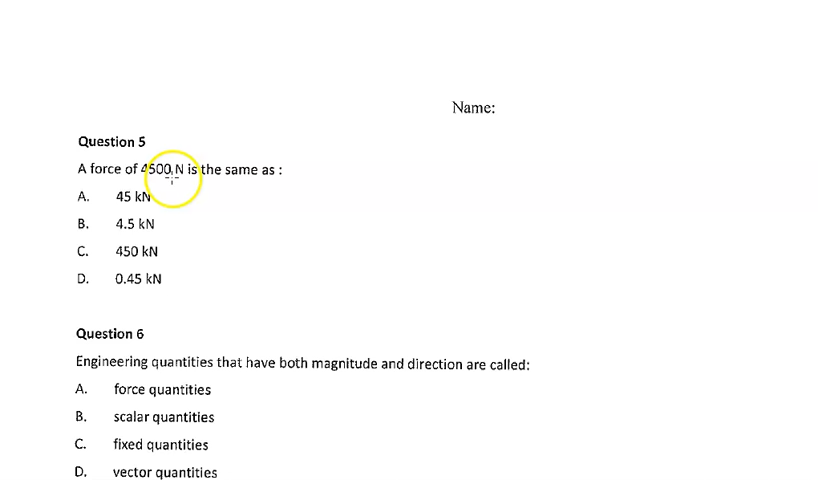 Name:
Question 5
A force of 4500 N is the same as :
A. 45 kN
B. 4.5 kN
C. 450 kN
D. 0.45 kN
Question 6
Engineering quantities that have both magnitude and direction are called:
A. force quantities
B. scalar quantities
C. fixed quantities
D. vector quantities